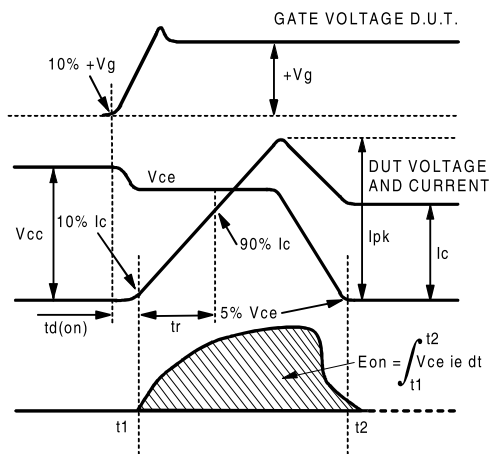 GATE VOLTAGE D.U.T.
10% +Vg
+Vg
Vce
DUT VOLTAGE
AND CURRENT
Vcc
10% Ic
90% Ic
Ipk
Ic
td(on)
tr
5% Vce
Eon = ∫ Vce ie dt
t2
t1
t1
t2